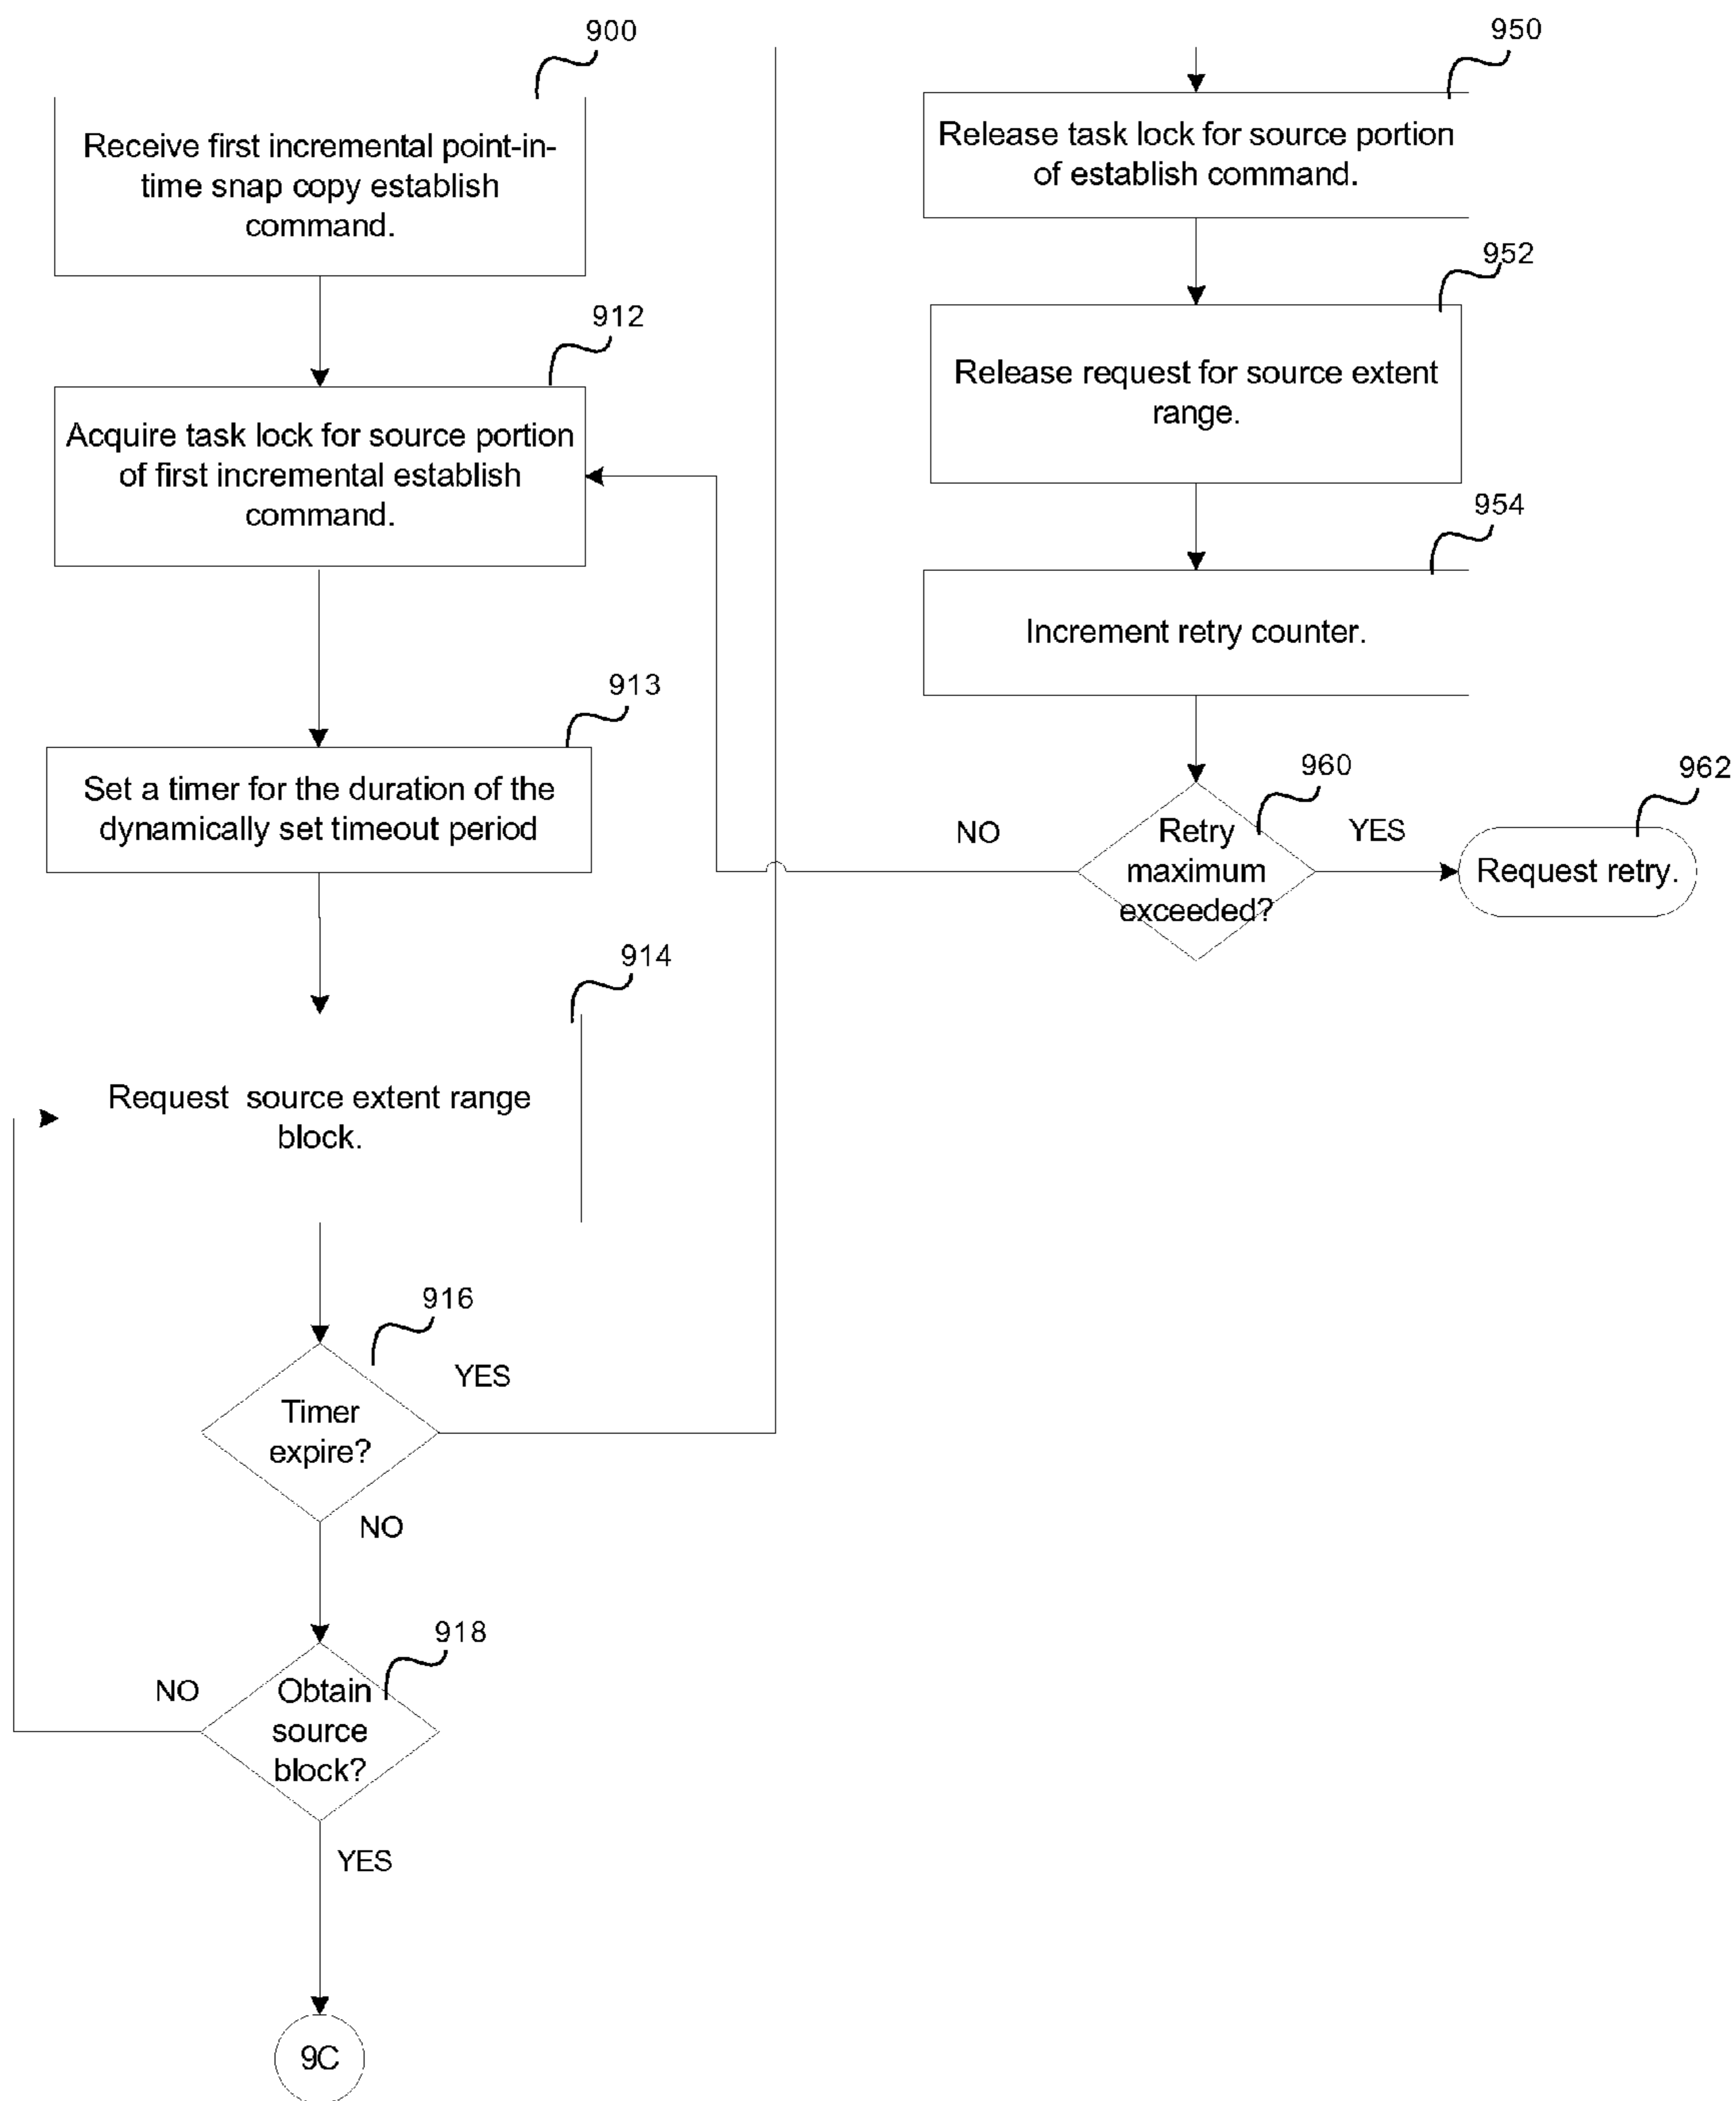 900
Receive first incremental point-in-
time snap copy establish
command.
912
Acquire task lock for source portion
of first incremental establish
command.
913
Set a timer for the duration of the
dynamically set timeout period
914
Request source extent range
block.
916
Timer
expire?
YES
NO
918
Obtain
source
block?
NO
YES
9C
950
Release task lock for source portion
of establish command.
952
Release request for source extent
range.
954
Increment retry counter.
960
Retry
maximum
exceeded?
NO
YES
962
Request retry.